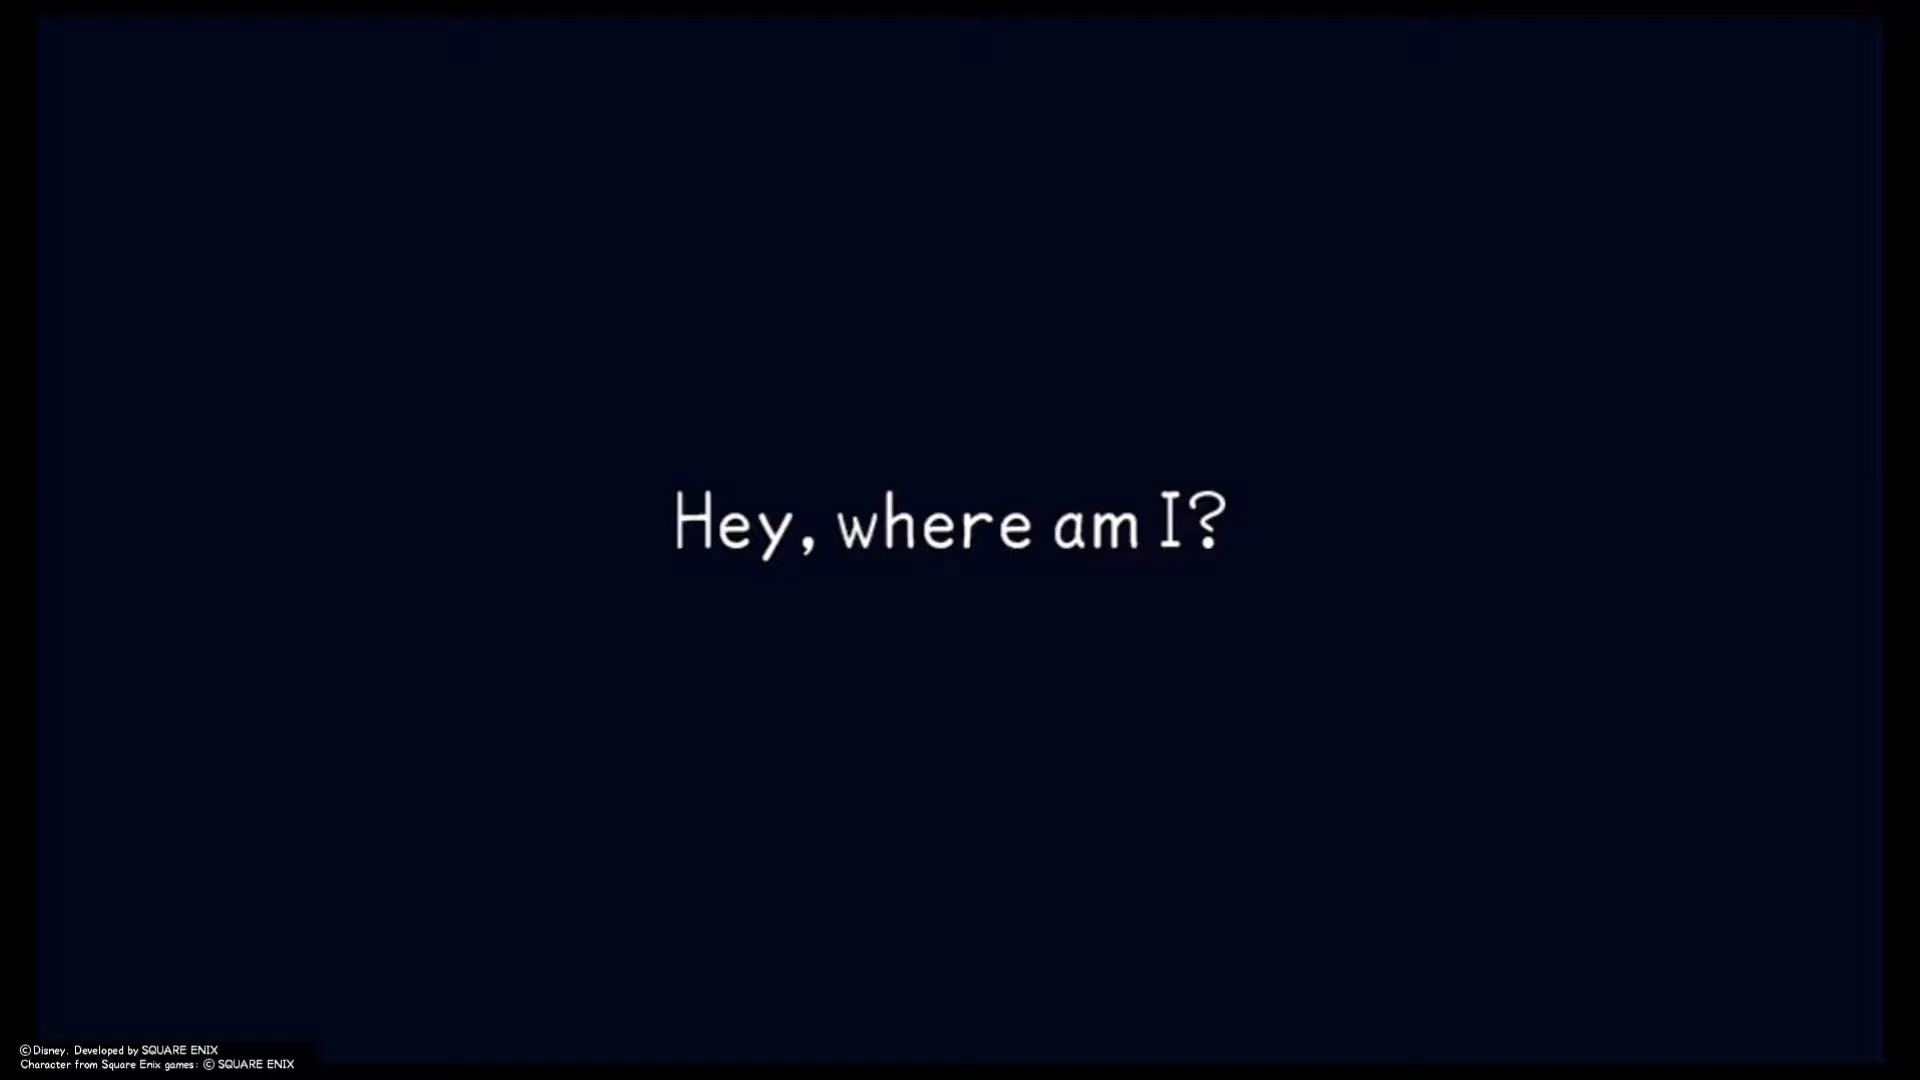 Hey, where am I?
©Disney. Developed by SQUARE ENIX
Character from Square Enix games: © SQUARE ENIX